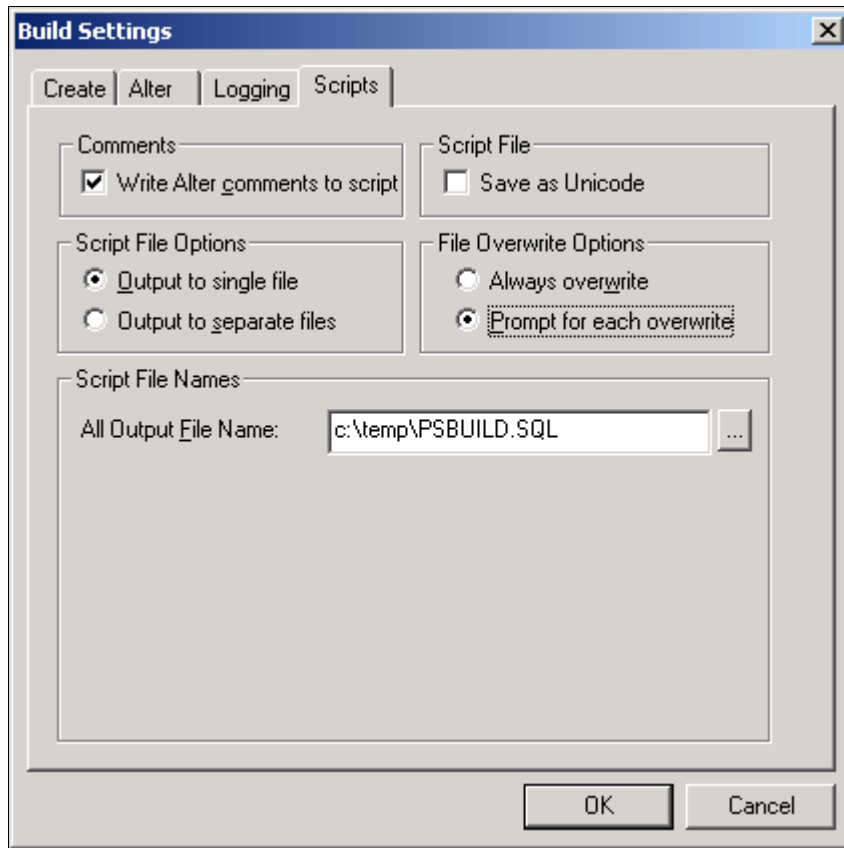 Build Settings
Create Alter Logging Scripts
Comments
Write Alter comments to script
Script File
Save as Unicode
Script File Options
Output to single file
Output to separate files
File Overwrite Options
Always overwrite
Prompt for each overwrite
Script File Names
All Output File Name: c:\temp\PSBUILD.SQL ...
OK Cancel